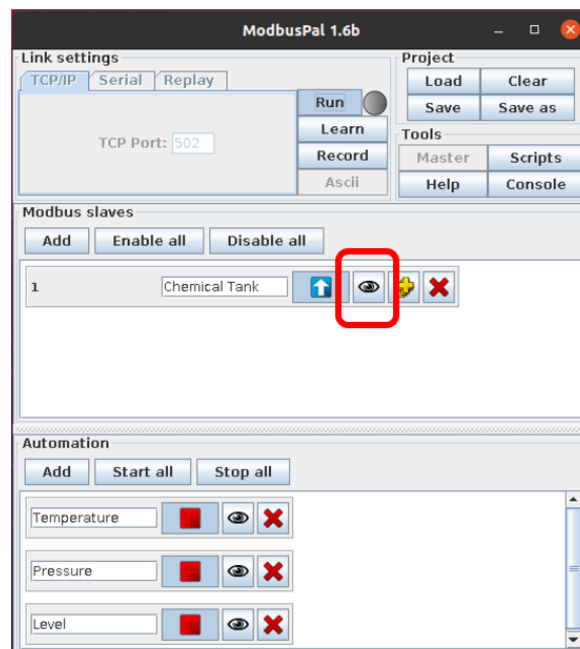 ModbusPal 1.6b
Link settings
TCP/IP Serial Replay
TCP Port: 502
Run
Learn
Record
Ascii
Project
Load Clear
Save Save as
Tools
Master Scripts
Help Console
Modbus slaves
Add Enable all Disable all
1 Chemical Tank
Automation
Add Start all Stop all
Temperature
Pressure
Level